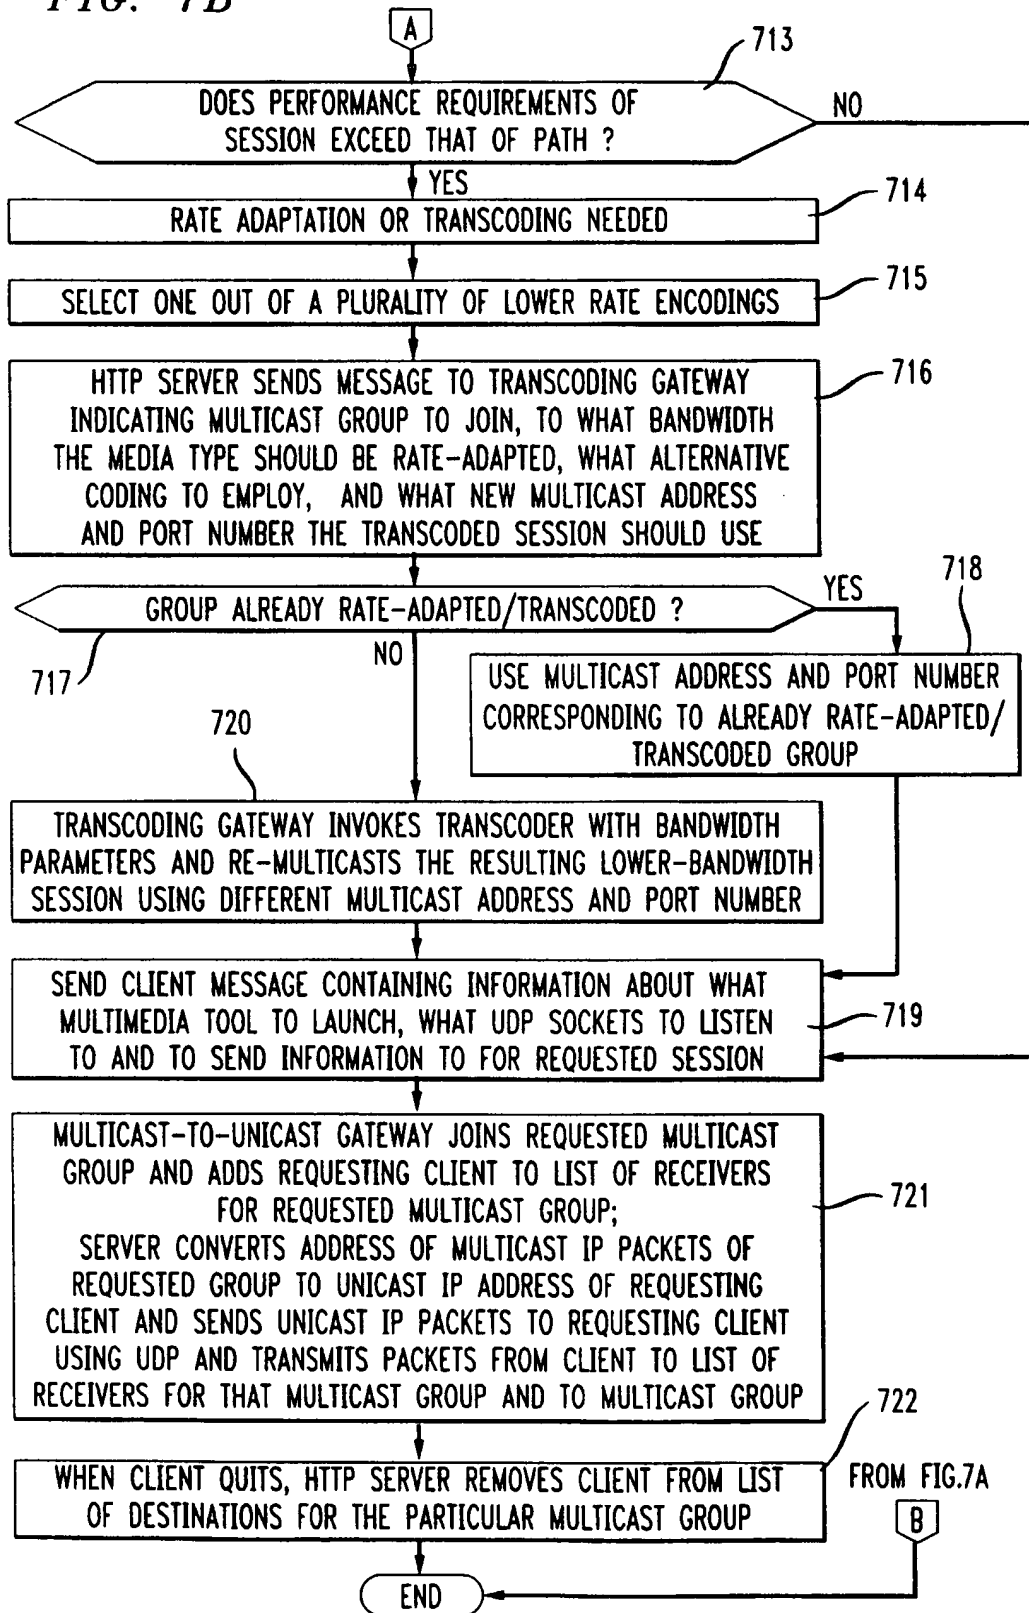 FIG. 7B
A
713
DOES PERFORMANCE REQUIREMENTS OF
SESSION EXCEED THAT OF PATH ?
NO
YES
714
RATE ADAPTATION OR TRANSCODING NEEDED
715
SELECT ONE OUT OF A PLURALITY OF LOWER RATE ENCODINGS
716
HTTP SERVER SENDS MESSAGE TO TRANSCODING GATEWAY
INDICATING MULTICAST GROUP TO JOIN, TO WHAT BANDWIDTH
THE MEDIA TYPE SHOULD BE RATE-ADAPTED, WHAT ALTERNATIVE
CODING TO EMPLOY, AND WHAT NEW MULTICAST ADDRESS
AND PORT NUMBER THE TRANSCODED SESSION SHOULD USE
GROUP ALREADY RATE-ADAPTED/TRANSCODED ?
YES
718
NO
717
USE MULTICAST ADDRESS AND PORT NUMBER
CORRESPONDING TO ALREADY RATE-ADAPTED/
TRANSCODED GROUP
720
TRANSCODING GATEWAY INVOKES TRANSCODER WITH BANDWIDTH
PARAMETERS AND RE-MULTICASTS THE RESULTING LOWER-BANDWIDTH
SESSION USING DIFFERENT MULTICAST ADDRESS AND PORT NUMBER
SEND CLIENT MESSAGE CONTAINING INFORMATION ABOUT WHAT
MULTIMEDIA TOOL TO LAUNCH, WHAT UDP SOCKETS TO LISTEN
TO AND TO SEND INFORMATION TO FOR REQUESTED SESSION
719
MULTICAST-TO-UNICAST GATEWAY JOINS REQUESTED MULTICAST
GROUP AND ADDS REQUESTING CLIENT TO LIST OF RECEIVERS
FOR REQUESTED MULTICAST GROUP;
SERVER CONVERTS ADDRESS OF MULTICAST IP PACKETS OF
REQUESTED GROUP TO UNICAST IP ADDRESS OF REQUESTING
CLIENT AND SENDS UNICAST IP PACKETS TO REQUESTING CLIENT
USING UDP AND TRANSMITS PACKETS FROM CLIENT TO LIST OF
RECEIVERS FOR THAT MULTICAST GROUP AND TO MULTICAST GROUP
721
722
WHEN CLIENT QUITS, HTTP SERVER REMOVES CLIENT FROM LIST
OF DESTINATIONS FOR THE PARTICULAR MULTICAST GROUP
FROM FIG.7A
B
END